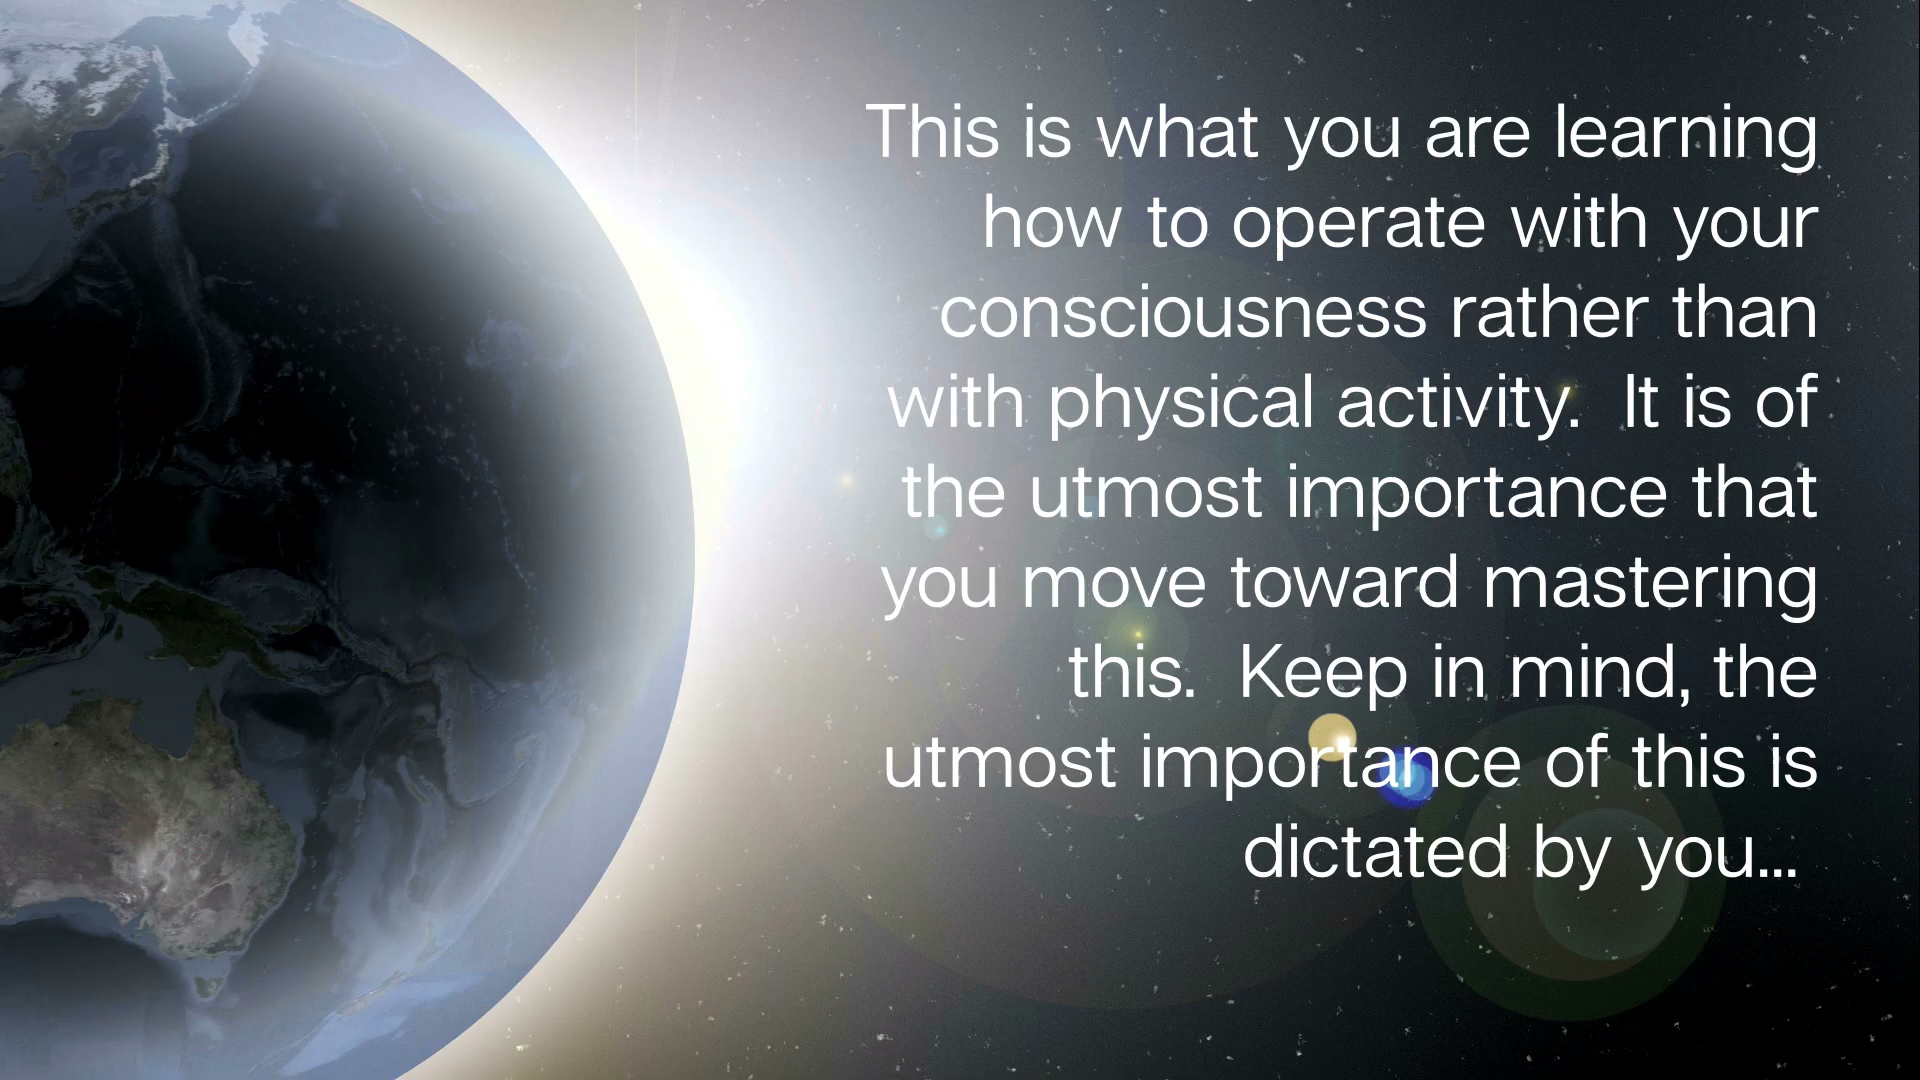 This is what you are learning
how to operate with your
consciousness rather than
with physical activity.  It is of
the utmost importance that
you move toward mastering
this.  Keep in mind, the
utmost importance of this is
dictated by you...